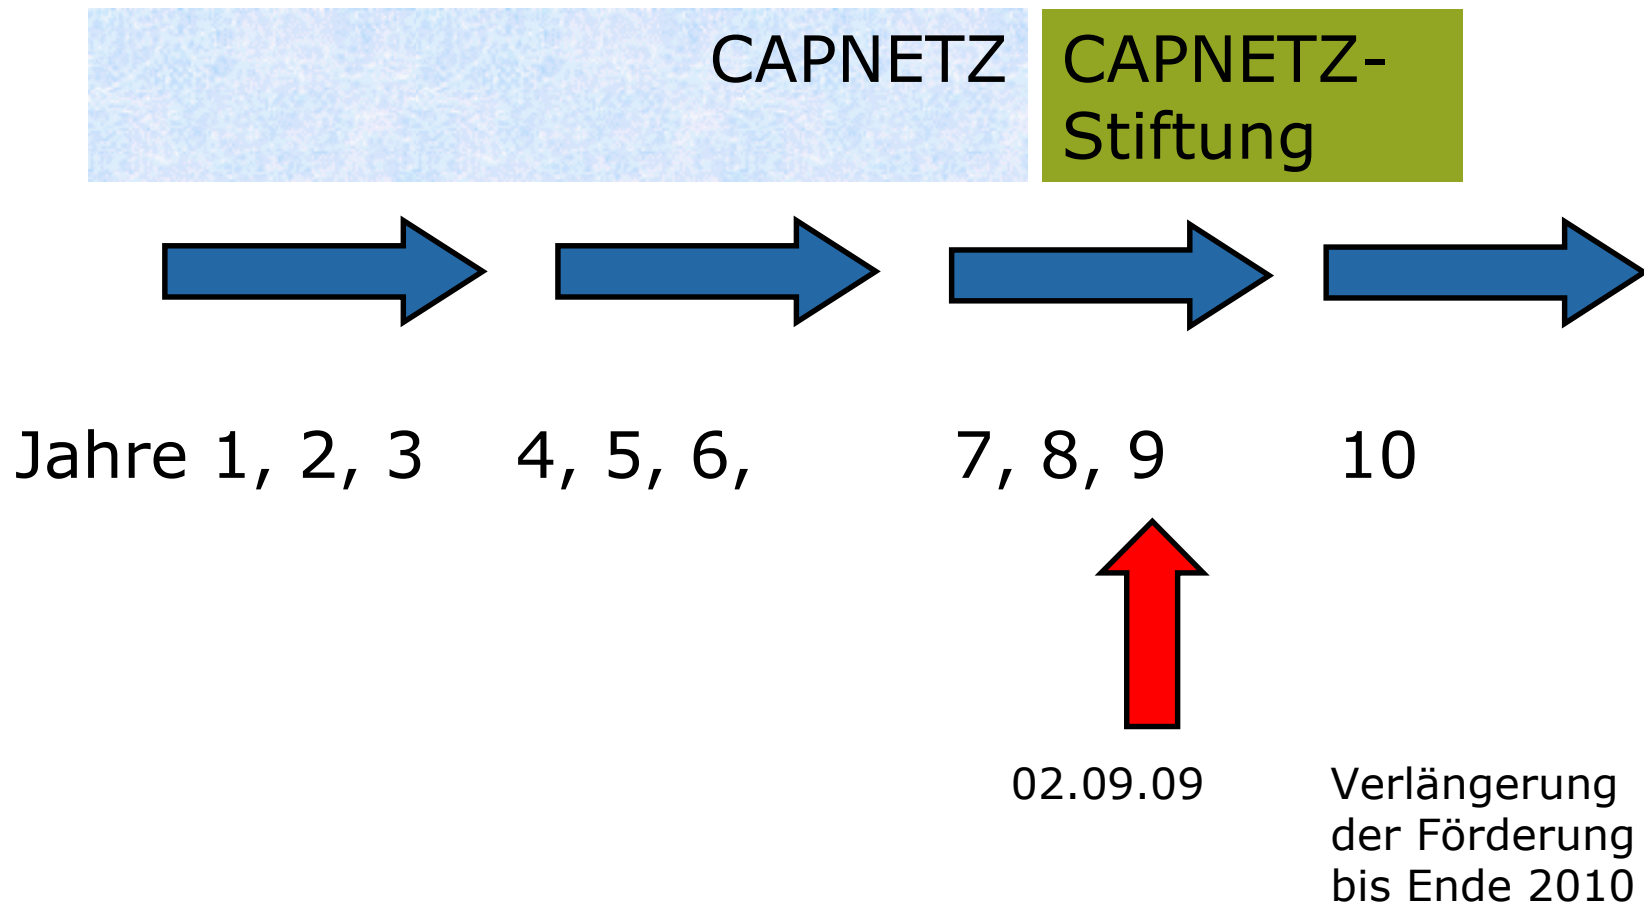 CAPNETZ
CAPNETZ-
Stiftung
Jahre 1, 2, 3 4, 5, 6, 7, 8, 9 10
02.09.09
Verlängerung
der Förderung
bis Ende 2010